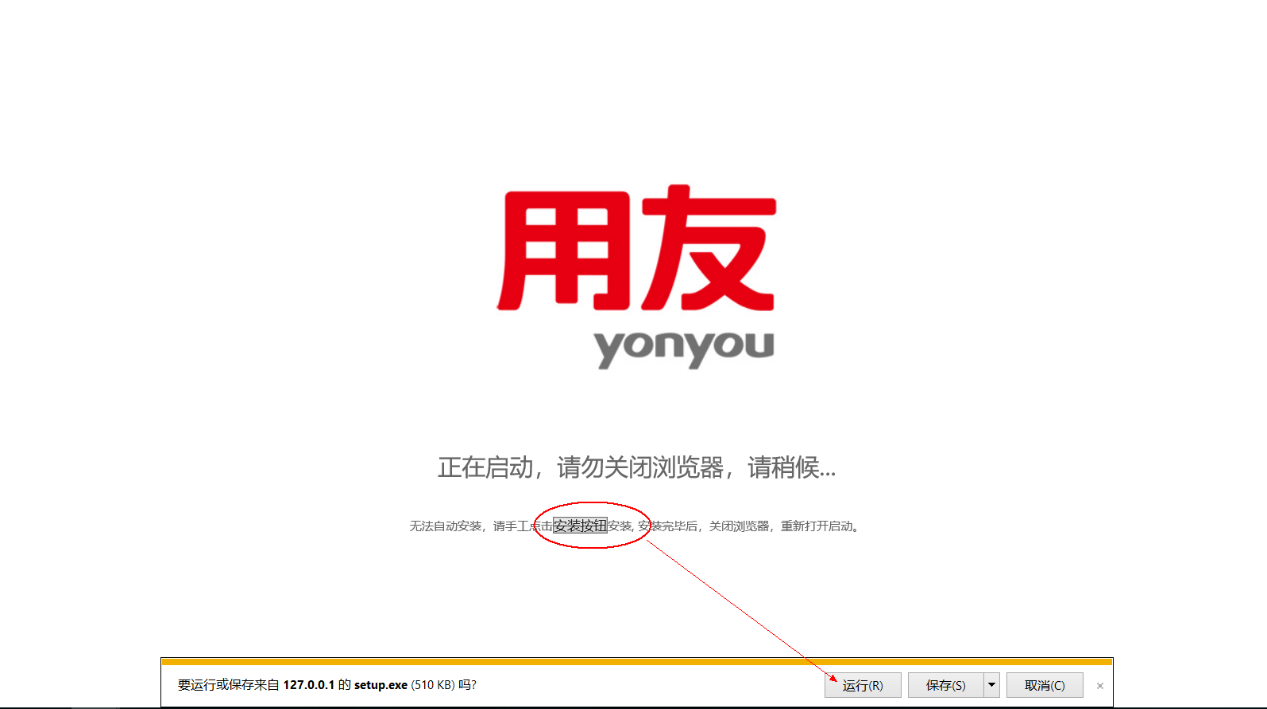 用友
yonyou
正在启动，请勿关闭浏览器，请稍候...
无法自动安装，请手工点击安装按钮安装, 安装完毕后，关闭浏览器，重新打开启动。
要运行或保存来自 127.0.0.1 的 setup.exe (510 KB) 吗?
运行(R) 保存(S) 取消(C) ×